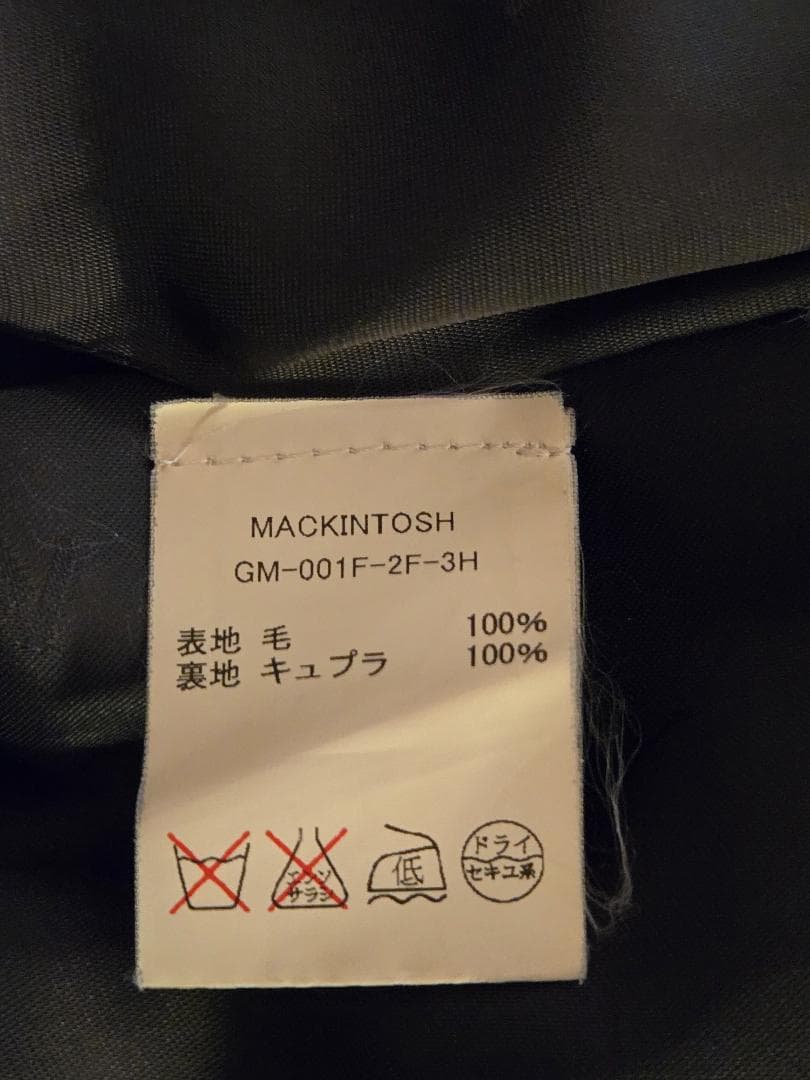 MACKINTOSH
GM-001F-2F-3H
表地 毛 100%
裏地 キュプラ 100%
エンソ
サラシ
低
ドライ
セキユ系